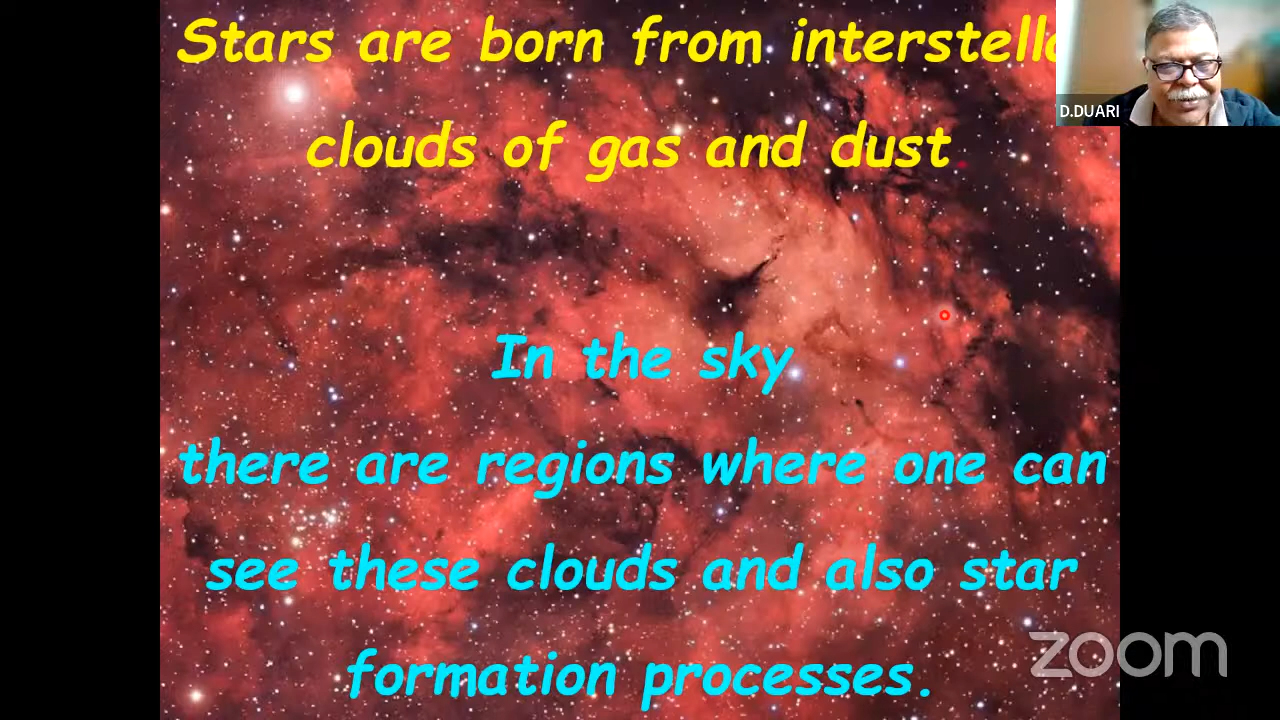 Stars are born from interstella
clouds of gas and dust
D.DUARI
In the sky
there are regions where one can
see these clouds and also star
formation processes.
zoom